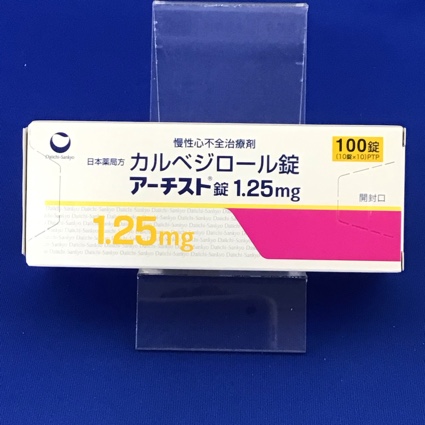 Daiichi-Sankyo
慢性心不全治療剤
日本薬局方 カルベジロール錠
アーチスト®錠 1.25mg
100錠
(10錠×10)PTP
開封口
1.25mg